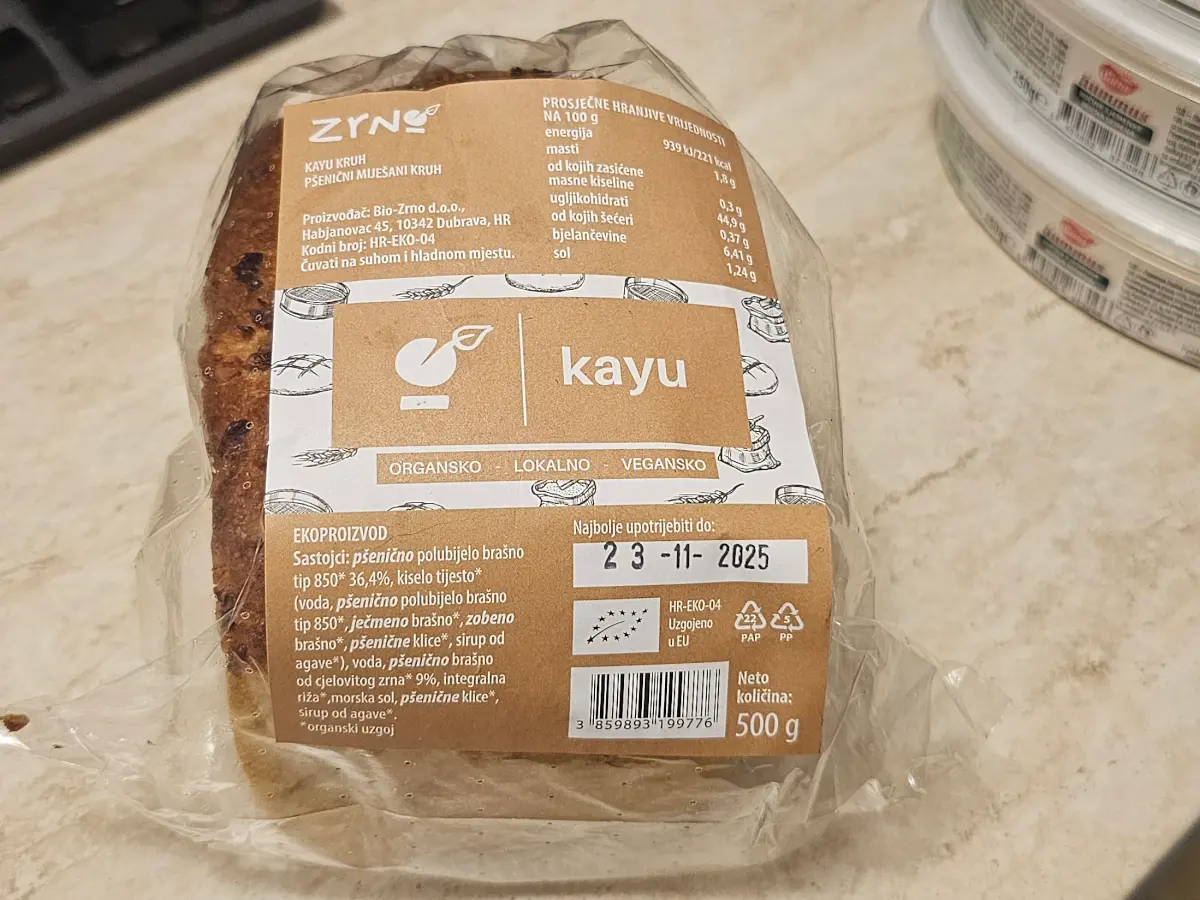 ZRNO
KAYU KRUH
PŠENIČNI MIJEŠANI KRUH
Proizvođač: Bio-Zrno d.o.o.,
Habjanovac 45, 10342 Dubrava, HR
Kodni broj: HR-EKO-04
Čuvati na suhom i hladnom mjestu.
PROSJEČNE HRANJIVE VRIJEDNOSTI
NA 100 g
energija 939 kJ/221 kcal
masti 1,8 g
od kojih zasićene
masne kiseline 0,3 g
ugljikohidrati 44,9 g
od kojih šećeri 0,37 g
bjelančevine 6,41 g
sol 1,24 g
kayu
ORGANSKO - LOKALNO - VEGANSKO
EKOPROIZVOD
Sastojci: pšenično polubijelo brašno
tip 850* 36,4%, kiselo tijesto*
(voda, pšenično polubijelo brašno
tip 850*, ječmeno brašno*, zobeno
brašno*, pšenične klice*, sirup od
agave*), voda, pšenično brašno
od cjelovitog zrna* 9%, integralna
riža*,morska sol, pšenične klice*,
sirup od agave*.
*organski uzgoj
Najbolje upotrijebiti do:
23-11-2025
HR-EKO-04
Uzgojeno
u EU
22
PAP
5
PP
3 859893 199776
Neto
količina:
500 g
hummus
hummus